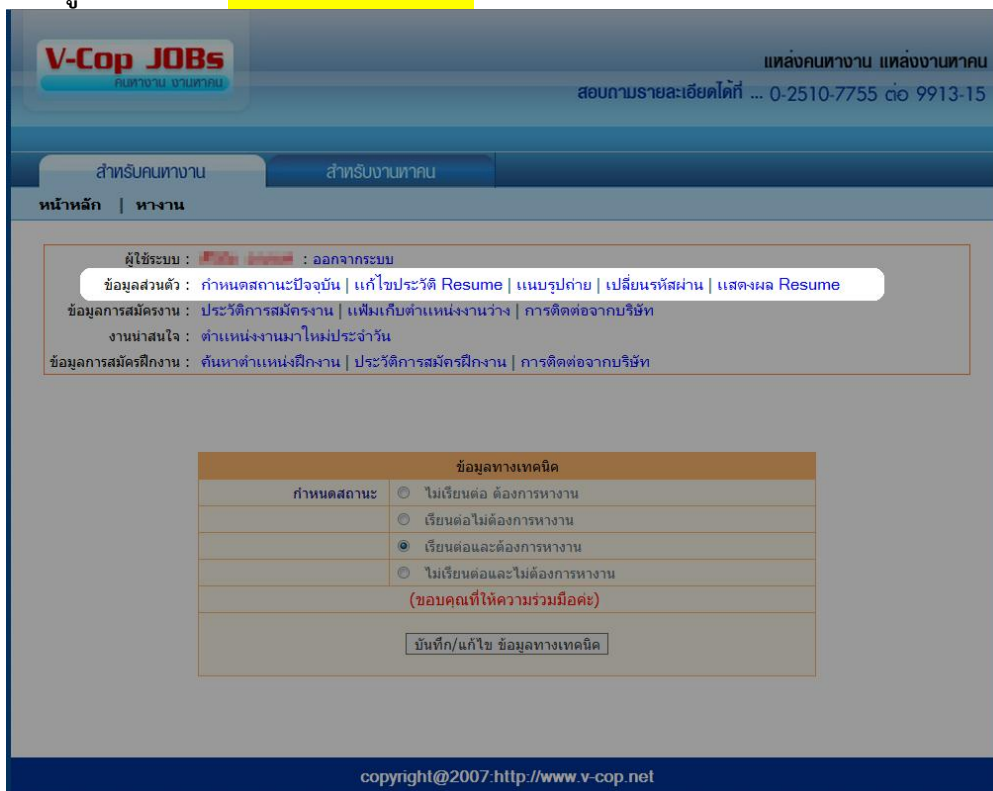 V-Cop JOBs
คนหางาน งานหาคน
แหล่งคนหางาน แหล่งงานหาคน
สอบถามรายละเอียดได้ที่ ... 0-2510-7755 ต่อ 9913-15
สำหรับคนหางาน สำหรับงานหาคน
หน้าหลัก | หางาน
ผู้ใช้ระบบ : : ออกจากระบบ
ข้อมูลส่วนตัว : กำหนดสถานะปัจจุบัน | แก้ไขประวัติ Resume | แนบรูปถ่าย | เปลี่ยนรหัสผ่าน | แสดงผล Resume
ข้อมูลการสมัครงาน : ประวัติการสมัครงาน | แฟ้มเก็บตำแหน่งงานว่าง | การติดต่อจากบริษัท
งานน่าสนใจ : ตำแหน่งงานมาใหม่ประจำวัน
ข้อมูลการสมัครฝึกงาน : ค้นหาตำแหน่งฝึกงาน | ประวัติการสมัครฝึกงาน | การติดต่อจากบริษัท
ข้อมูลทางเทคนิค
กำหนดสถานะ ไม่เรียนต่อ ต้องการหางาน
เรียนต่อไม่ต้องการหางาน
เรียนต่อและต้องการหางาน
ไม่เรียนต่อและไม่ต้องการหางาน
(ขอบคุณที่ให้ความร่วมมือค่ะ)
บันทึก/แก้ไข ข้อมูลทางเทคนิค
copyright@2007:http://www.v-cop.net